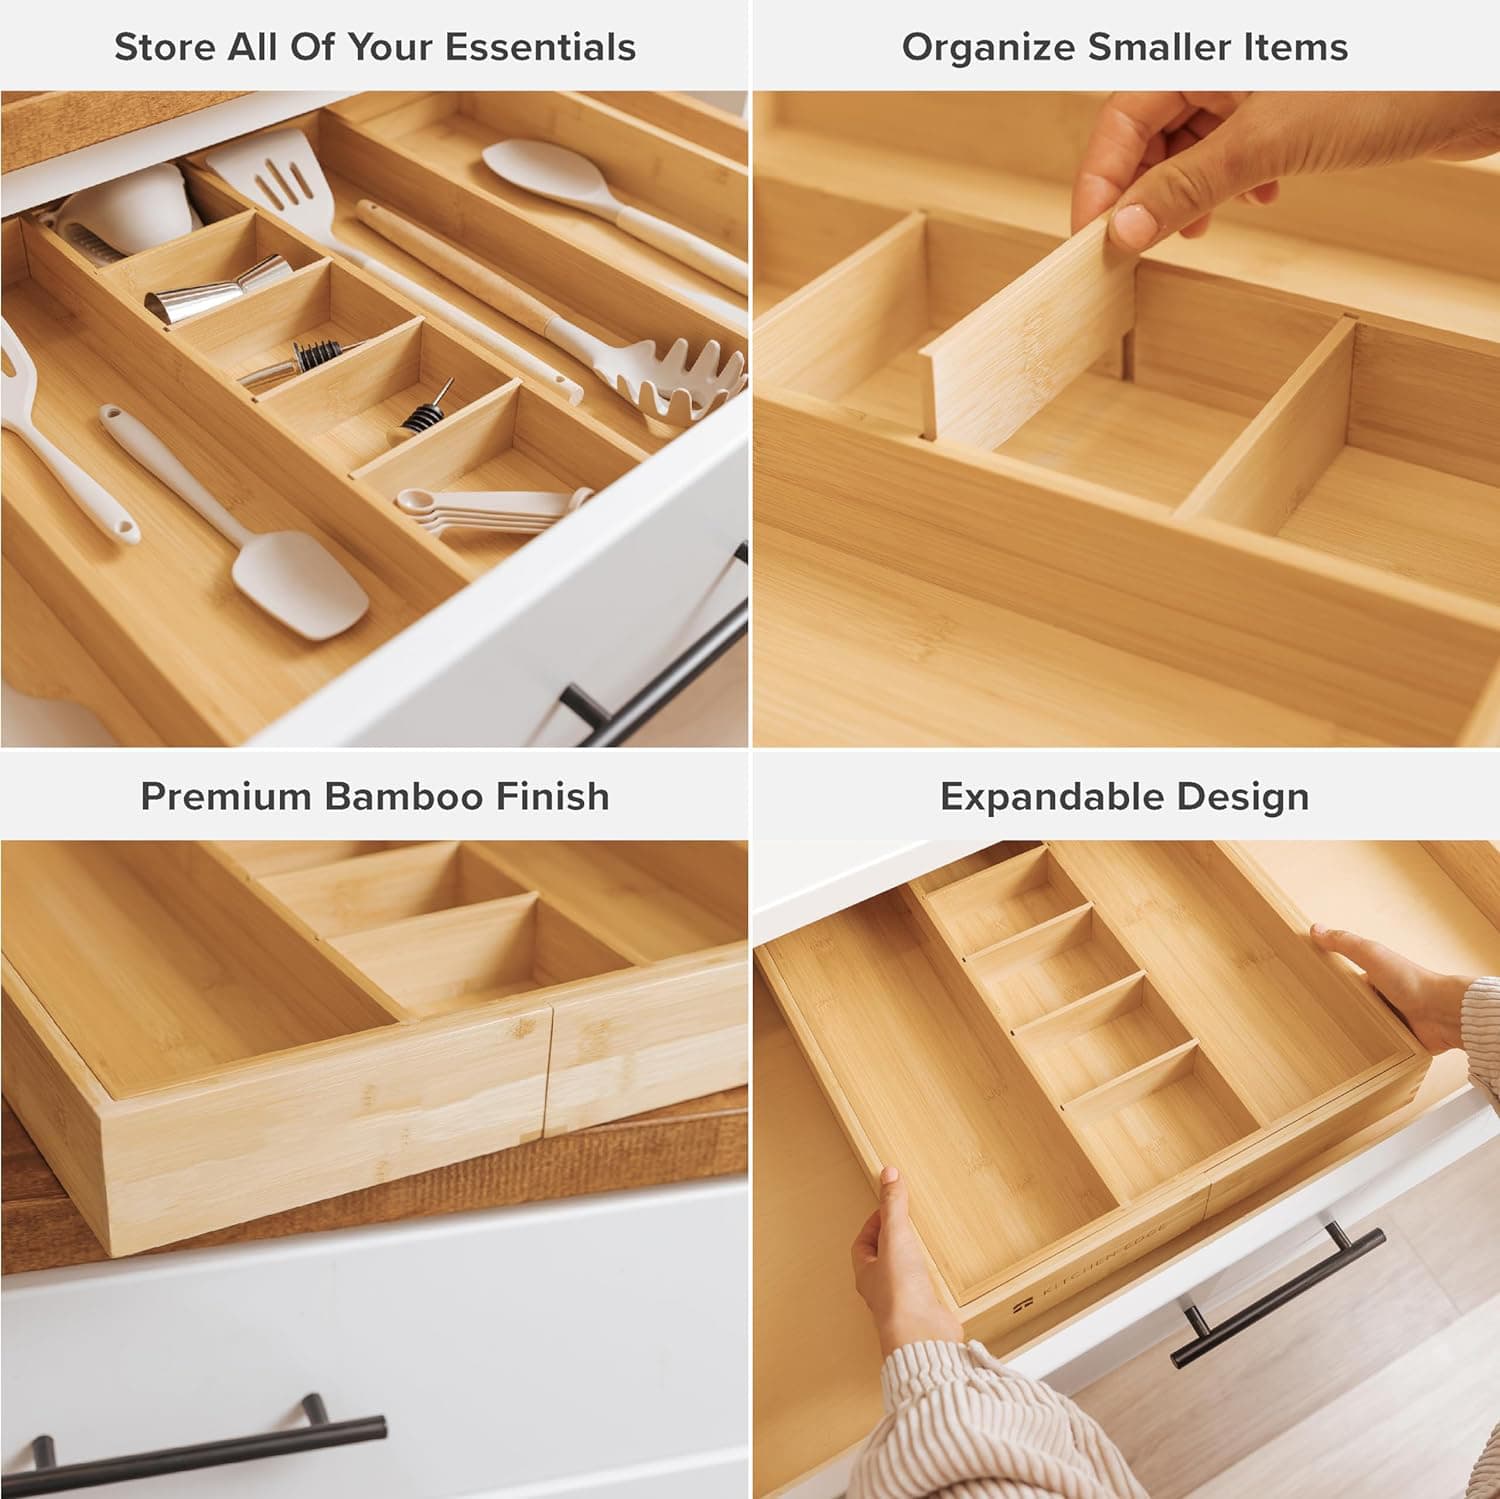 Store All Of Your Essentials
Organize Smaller Items
Premium Bamboo Finish
Expandable Design
KITCHEN EDGE